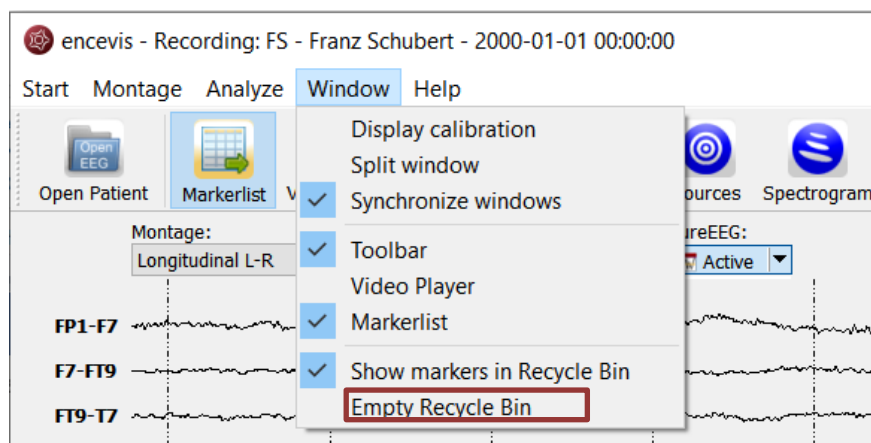 encevis - Recording: FS - Franz Schubert - 2000-01-01 00:00:00
Start Montage Analyze Window Help
Display calibration
Split window
Synchronize windows
Toolbar
Video Player
Markerlist
Show markers in Recycle Bin
Empty Recycle Bin
Open EEG
Open Patient Markerlist Spectrogram
Montage:
Longitudinal L-R Active
FP1-F7
F7-FT9
FT9-T7